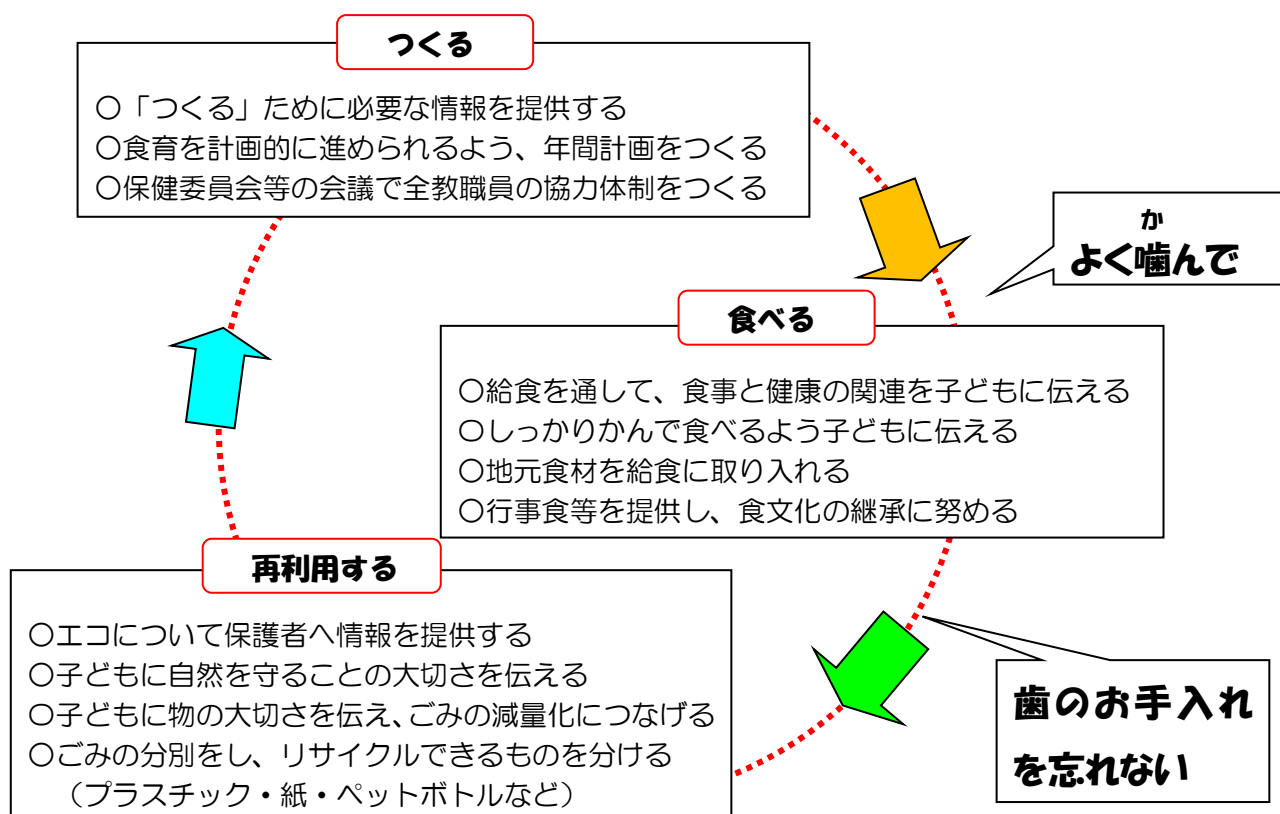 つくる
〇「つくる」ために必要な情報を提供する
〇食育を計画的に進められるよう、年間計画をつくる
〇保健委員会等の会議で全教職員の協力体制をつくる
か
よく噛んで
食べる
〇給食を通して、食事と健康の関連を子どもに伝える
〇しっかりかんで食べるよう子どもに伝える
〇地元食材を給食に取り入れる
〇行事食等を提供し、食文化の継承に努める
再利用する
〇エコについて保護者へ情報を提供する
〇子どもに自然を守ることの大切さを伝える
〇子どもに物の大切さを伝え、ごみの減量化につなげる
〇ごみの分別をし、リサイクルできるものを分ける
（プラスチック・紙・ペットボトルなど）
歯のお手入れ
を忘れない